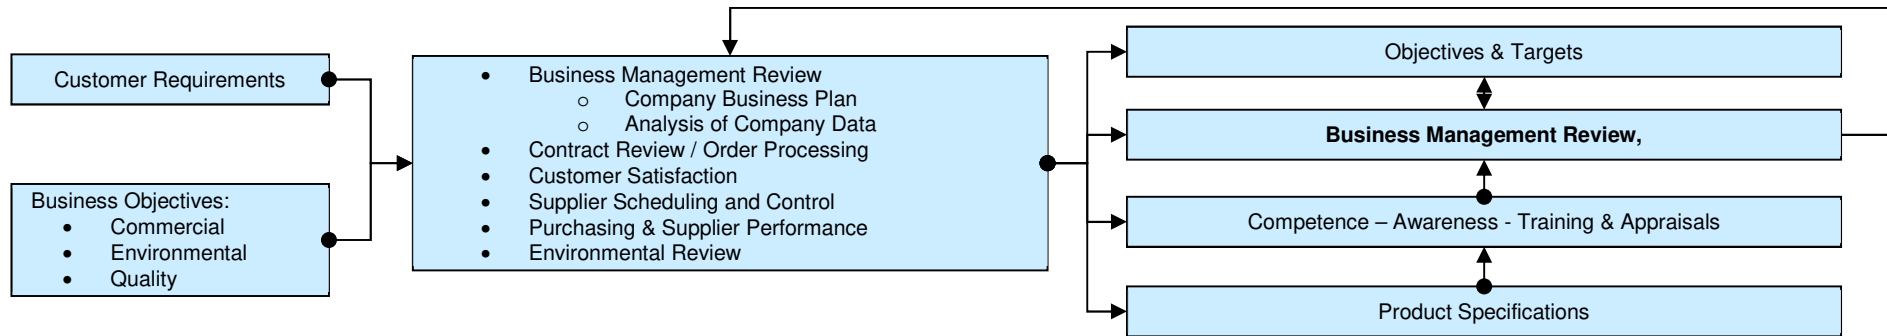 Customer Requirements
Business Objectives:
• Commercial
• Environmental
• Quality
• Business Management Review
o Company Business Plan
o Analysis of Company Data
• Contract Review / Order Processing
• Customer Satisfaction
• Supplier Scheduling and Control
• Purchasing & Supplier Performance
• Environmental Review
Objectives & Targets
Business Management Review,
Competence – Awareness - Training & Appraisals
Product Specifications